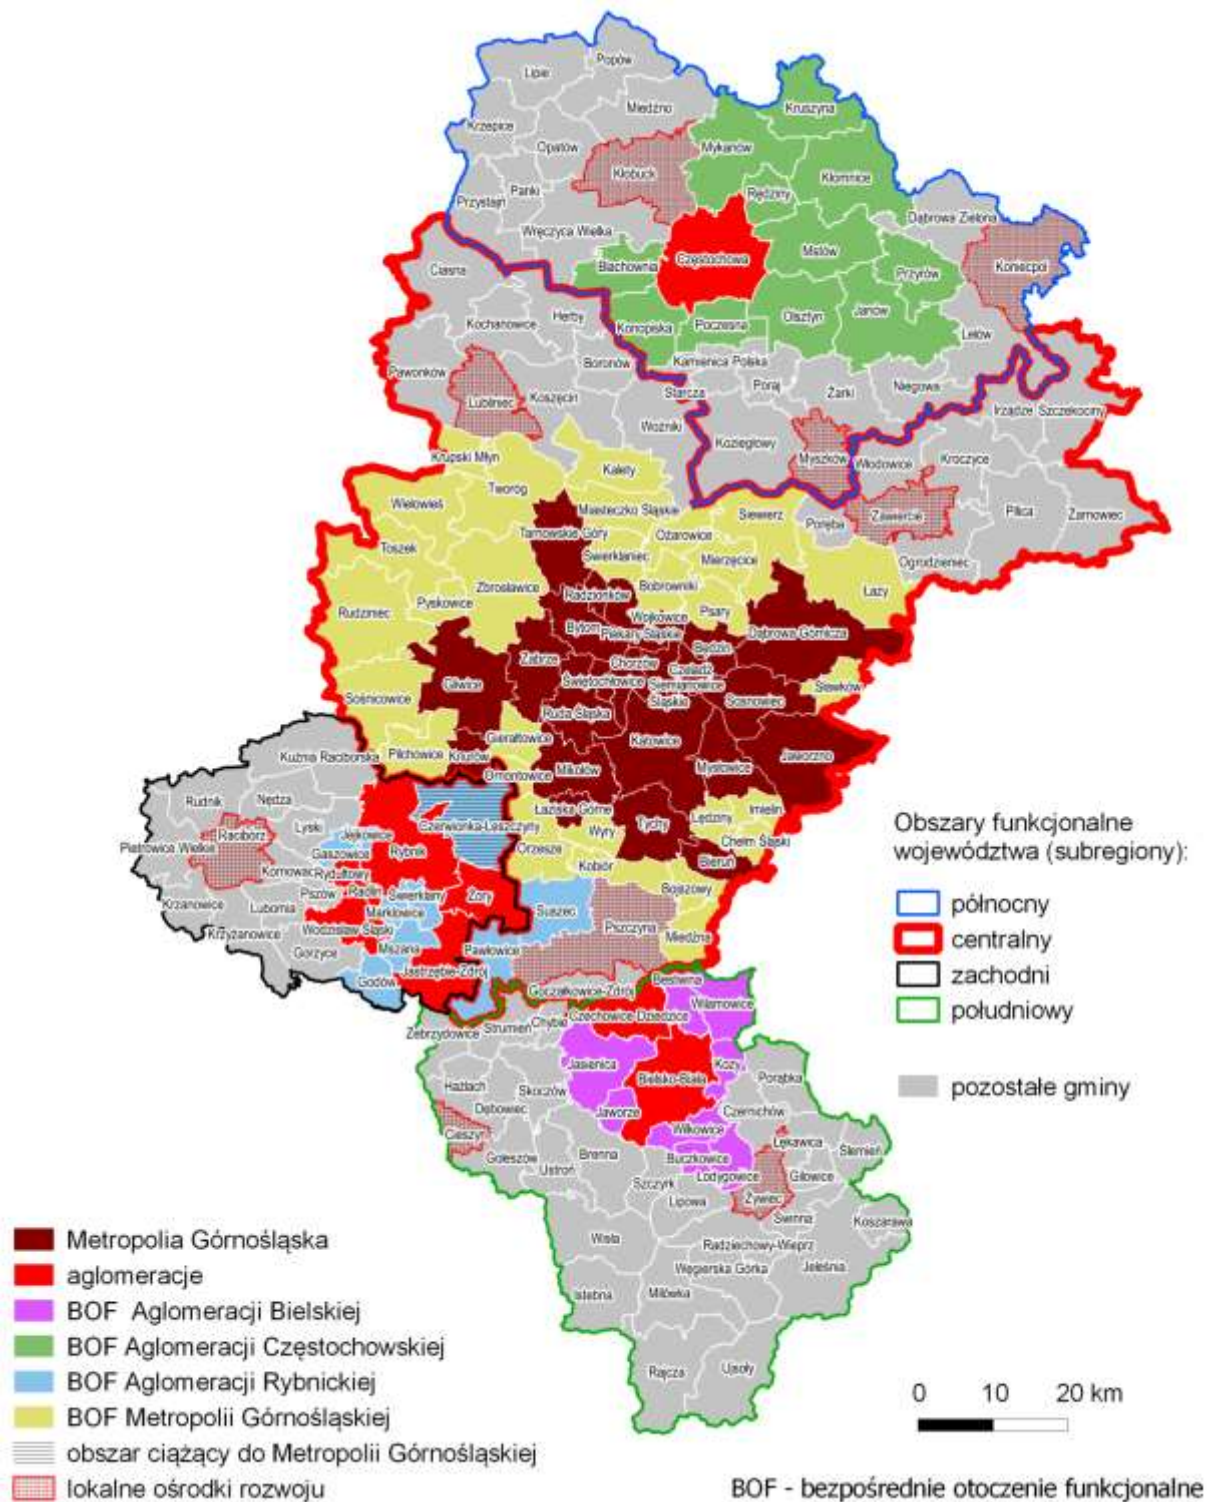 Popów
Lipie
Miedźno
Kruszyna
Krzepice
Opatów
Mykanów
Kłobuck
Kłomnice
Panki
Rędziny
Przystajń
Dąbrowa Zielona
Wręczyca Wielka
Mstów
Blachownia
Częstochowa
Koniecpol
Ciasna
Przyrów
Herby
Olsztyn
Janów
Kochanowice
Konopiska
Poczesna
Lelów
Boronów
Kamienica Polska
Pawonków
Poraj
Żarki
Niegowa
Koszęcin
Starcza
Lubliniec
Irządze
Szczekociny
Woźniki
Koziegłowy
Krupski Młyn
Myszków
Włodowice
Kroczyce
Kalety
Tworóg
Wielowieś
Miasteczko Śląskie
Siewierz
Poręba
Zawiercie
Pilica
Żarnowiec
Tarnowskie Góry
Ożarowice
Toszek
Świerklaniec
Mierzęcice
Ogrodzieniec
Zbrosławice
Bobrowniki
Łazy
Rudziniec
Pyskowice
Radzionków
Psary
Wojkowice
Bytom
Piekary Śląskie
Dąbrowa Górnicza
Będzin
Zabrze
Chorzów
Czeladź
Gliwice
Świętochłowice
Siemianowice
Śląskie
Sławków
Sośnicowice
Sosnowiec
Ruda Śląska
Gierałtowice
Katowice
Kuźnia Raciborska
Pilchowice
Knurów
Jaworzno
Ornontowice
Mikołów
Mysłowice
Rudnik
Nędza
Łaziska Górne
Imielin
Lyski
Czerwionka-Leszczyny
Tychy
Lędziny
Racibórz
Jejkowice
Wyry
Chełm Śląski
Pietrowice Wielkie
Gaszowice
Rybnik
Orzesze
Kornowac
Rydułtowy
Kobiór
Bieruń
Pszów
Radlin
Świerklany
Żory
Bojszowy
Krzanowice
Lubomia
Marklowice
Suszec
Krzyżanowice
Wodzisław Śląski
Pszczyna
Gorzyce
Mszana
Pawłowice
Miedźna
Godów
Jastrzębie-Zdrój
Bestwina
Goczałkowice-Zdrój
Wilamowice
Zebrzydowice
Strumień
Chybie
Czechowice
Dziedzice
Jasienica
Kozy
Bielsko-Biała
Porąbka
Hażlach
Skoczów
Dębowiec
Jaworze
Czernichów
Cieszyn
Wilkowice
Łękawica
Ślemień
Goleszów
Ustroń
Brenna
Buczkowice
Łodygowice
Gilowice
Szczyrk
Lipowa
Żywiec
Świnna
Koszarawa
Wisła
Radziechowy-Wieprz
Węgierska Górka
Jeleśnia
Istebna
Milówka
Rajcza
Ujsoły
Obszary funkcjonalne
województwa (subregiony):
północny
centralny
zachodni
południowy
pozostałe gminy
Metropolia Górnośląska
aglomeracje
BOF Aglomeracji Bielskiej
BOF Aglomeracji Częstochowskiej
BOF Aglomeracji Rybnickiej
BOF Metropolii Górnośląskiej
obszar ciążący do Metropolii Górnośląskiej
lokalne ośrodki rozwoju
0 10 20 km
BOF - bezpośrednie otoczenie funkcjonalne